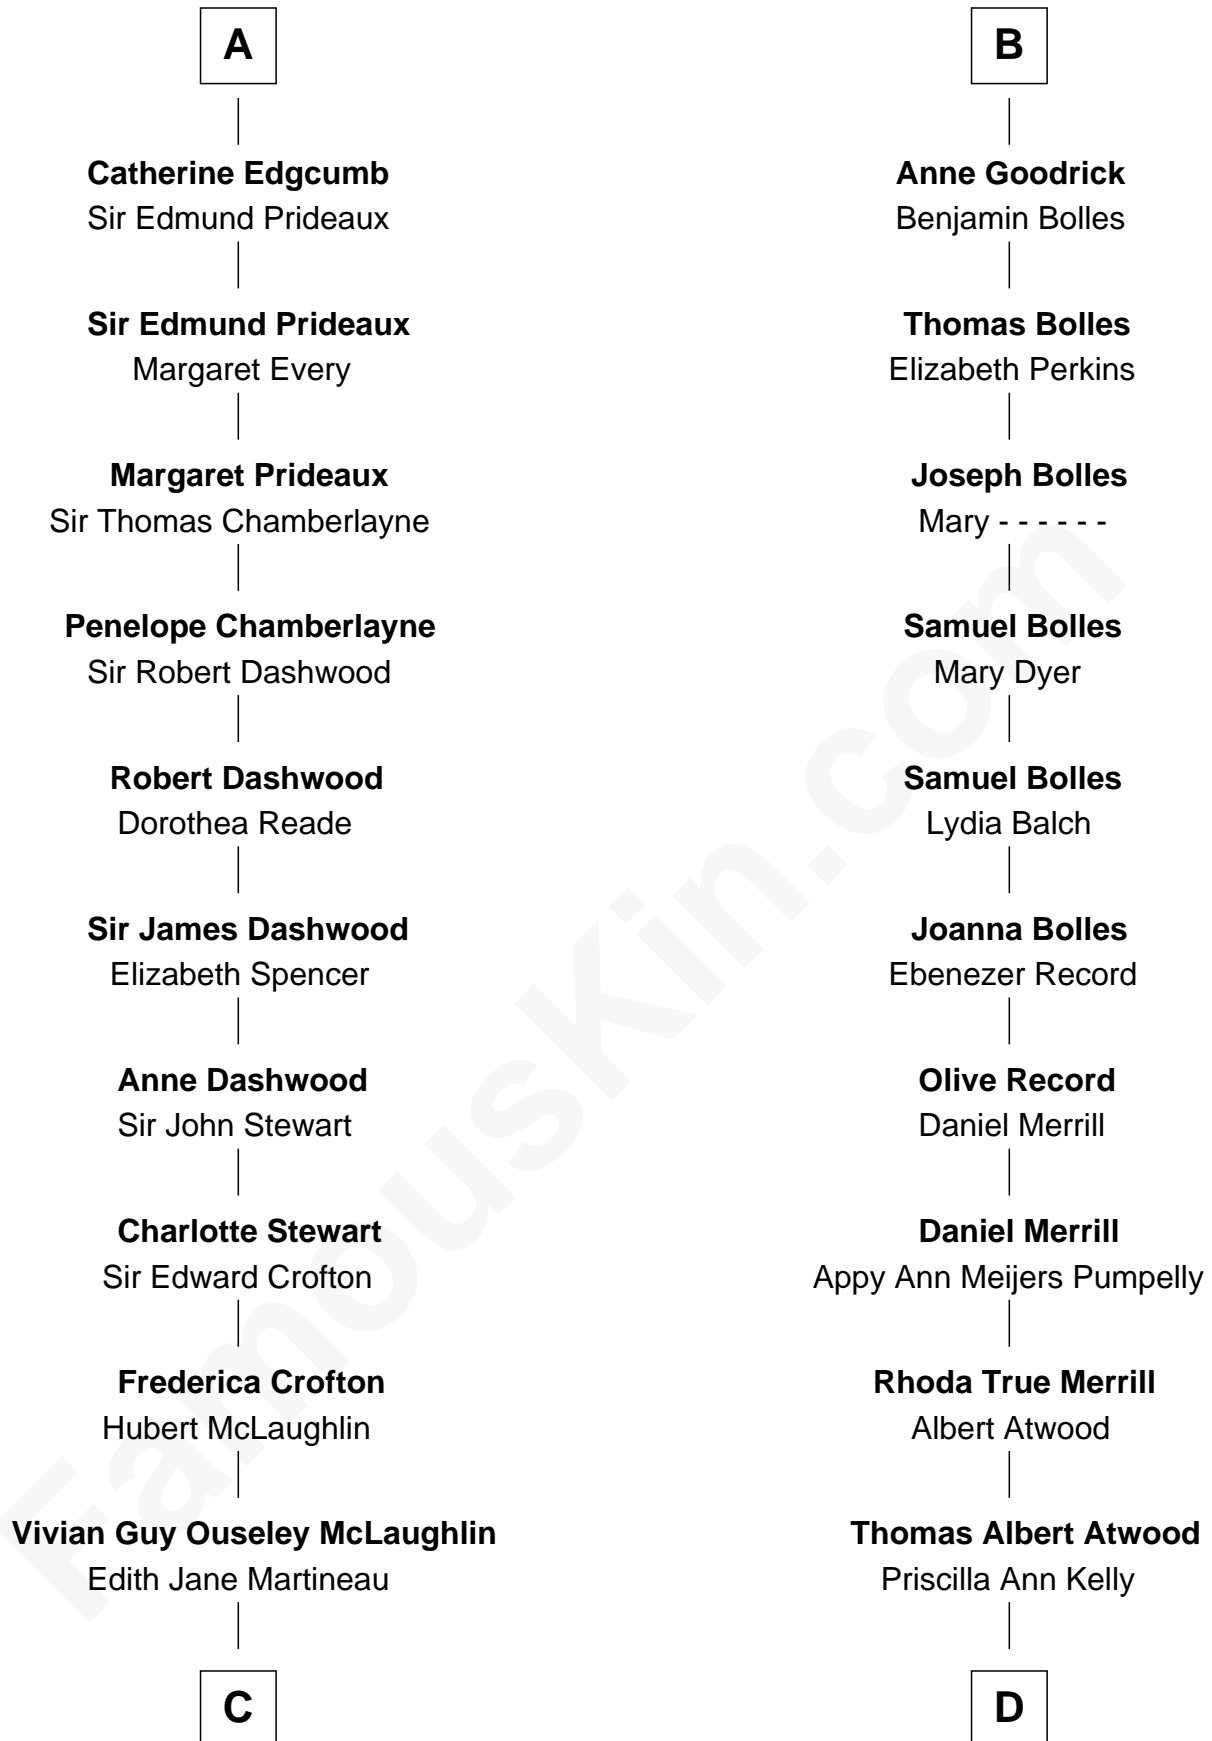 A
Catherine Edgcumb
Sir Edmund Prideaux
Sir Edmund Prideaux
Margaret Every
Margaret Prideaux
Sir Thomas Chamberlayne
Penelope Chamberlayne
Sir Robert Dashwood
Robert Dashwood
Dorothea Reade
Sir James Dashwood
Elizabeth Spencer
Anne Dashwood
Sir John Stewart
Charlotte Stewart
Sir Edward Crofton
Frederica Crofton
Hubert McLaughlin
Vivian Guy Ouseley McLaughlin
Edith Jane Martineau
C
B
Anne Goodrick
Benjamin Bolles
Thomas Bolles
Elizabeth Perkins
Joseph Bolles
Mary - - - - - -
Samuel Bolles
Mary Dyer
Samuel Bolles
Lydia Balch
Joanna Bolles
Ebenezer Record
Olive Record
Daniel Merrill
Daniel Merrill
Appy Ann Meijers Pumpelly
Rhoda True Merrill
Albert Atwood
Thomas Albert Atwood
Priscilla Ann Kelly
D
FamousKin.com